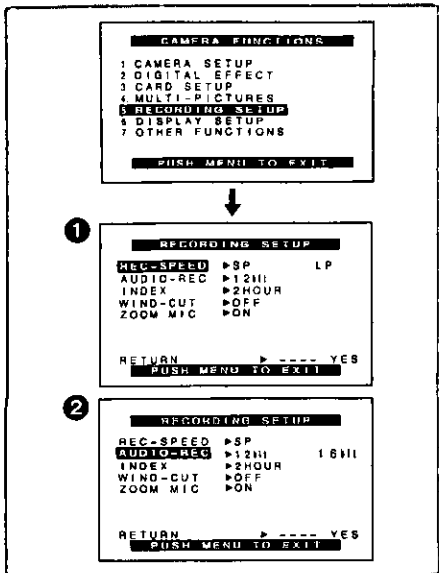 CAMERA FUNCTIONS
1 CAMERA SETUP
2 DIGITAL EFFECT
3 CARD SETUP
4 MULTI-PICTURES
5 RECORDING SETUP
6 DISPLAY SETUP
7 OTHER FUNCTIONS
PUSH MENU TO EXIT
1
RECORDING SETUP
REC-SPEED ▶SP LP
AUDIO-REC ▶12bit
INDEX ▶2HOUR
WIND-CUT ▶OFF
ZOOM MIC ▶ON
RETURN ▶ ---- YES
PUSH MENU TO EXIT
2
RECORDING SETUP
REC-SPEED ▶SP
AUDIO-REC ▶12bit 16bit
INDEX ▶2HOUR
WIND-CUT ▶OFF
ZOOM MIC ▶ON
RETURN ▶ ---- YES
PUSH MENU TO EXIT